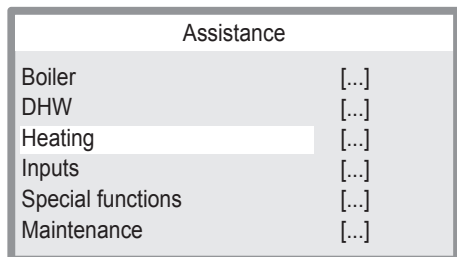 Assistance
Boiler [...]
DHW [...]
Heating [...]
Inputs [...]
Special functions [...]
Maintenance [...]